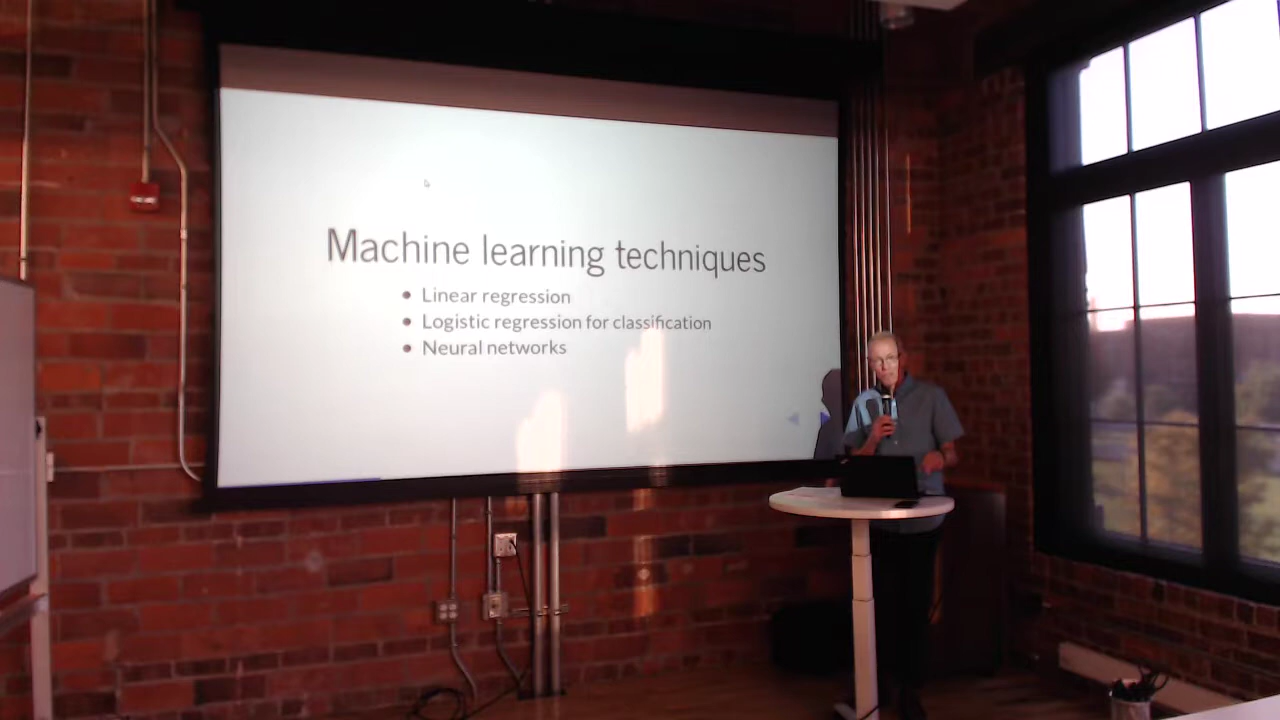 Machine learning techniques
Linear regression
Logistic regression for classification
Neural networks